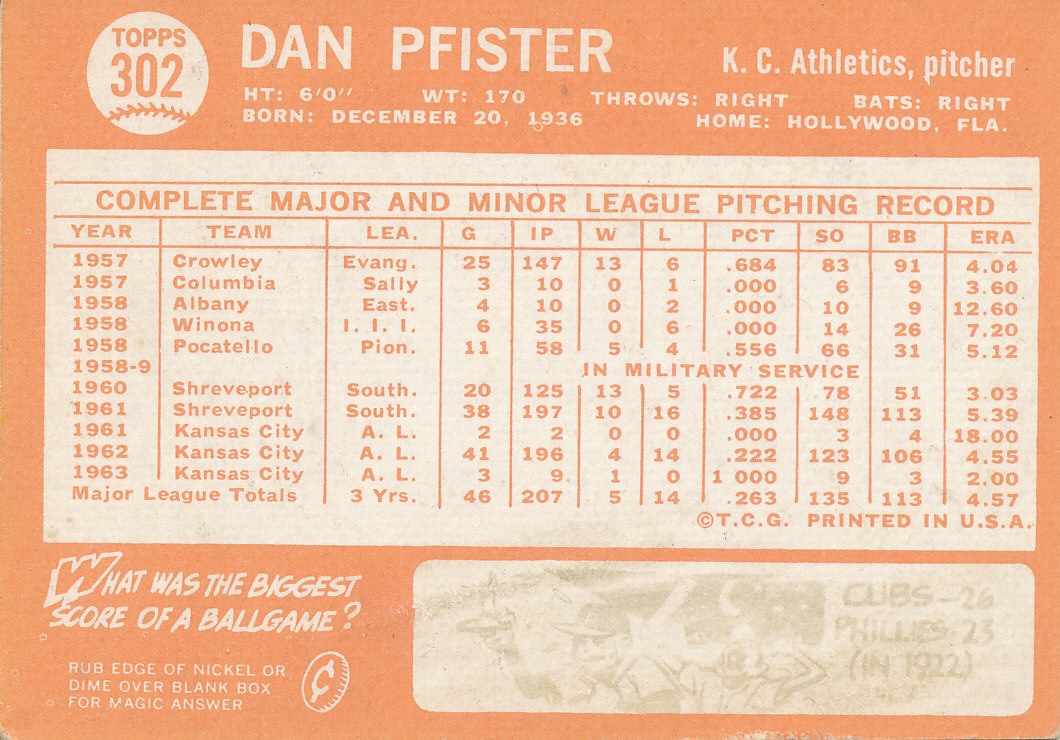 TOPPS
302
DAN PFISTER
K. C. Athletics, pitcher
HT: 6'0" WT: 170 THROWS: RIGHT BATS: RIGHT
BORN: DECEMBER 20, 1936 HOME: HOLLYWOOD, FLA.
COMPLETE MAJOR AND MINOR LEAGUE PITCHING RECORD
YEAR TEAM LEA. G IP W L PCT SO BB ERA
1957 Crowley Evang. 25 147 13 6 .684 83 91 4.04
1957 Columbia Sally 3 10 0 1 .000 6 9 3.60
1958 Albany East. 4 10 0 2 .000 10 9 12.60
1958 Winona I. I. I. 6 35 0 6 .000 14 26 7.20
1958 Pocatello Pion. 11 58 5 4 .556 66 31 5.12
1958-9 IN MILITARY SERVICE
1960 Shreveport South. 20 125 13 5 .722 78 51 3.03
1961 Shreveport South. 38 197 10 16 .385 148 113 5.39
1961 Kansas City A. L. 2 2 0 0 .000 3 4 18.00
1962 Kansas City A. L. 41 196 4 14 .222 123 106 4.55
1963 Kansas City A. L. 3 9 1 0 1 000 9 3 2.00
Major League Totals 3 Yrs. 46 207 5 14 .263 135 113 4.57
©T.C.G. PRINTED IN U.S.A.
WHAT WAS THE BIGGEST
SCORE OF A BALLGAME?
RUB EDGE OF NICKEL OR
DIME OVER BLANK BOX
FOR MAGIC ANSWER
¢
CUBS-26
PHILLIES-23
(IN 1922)